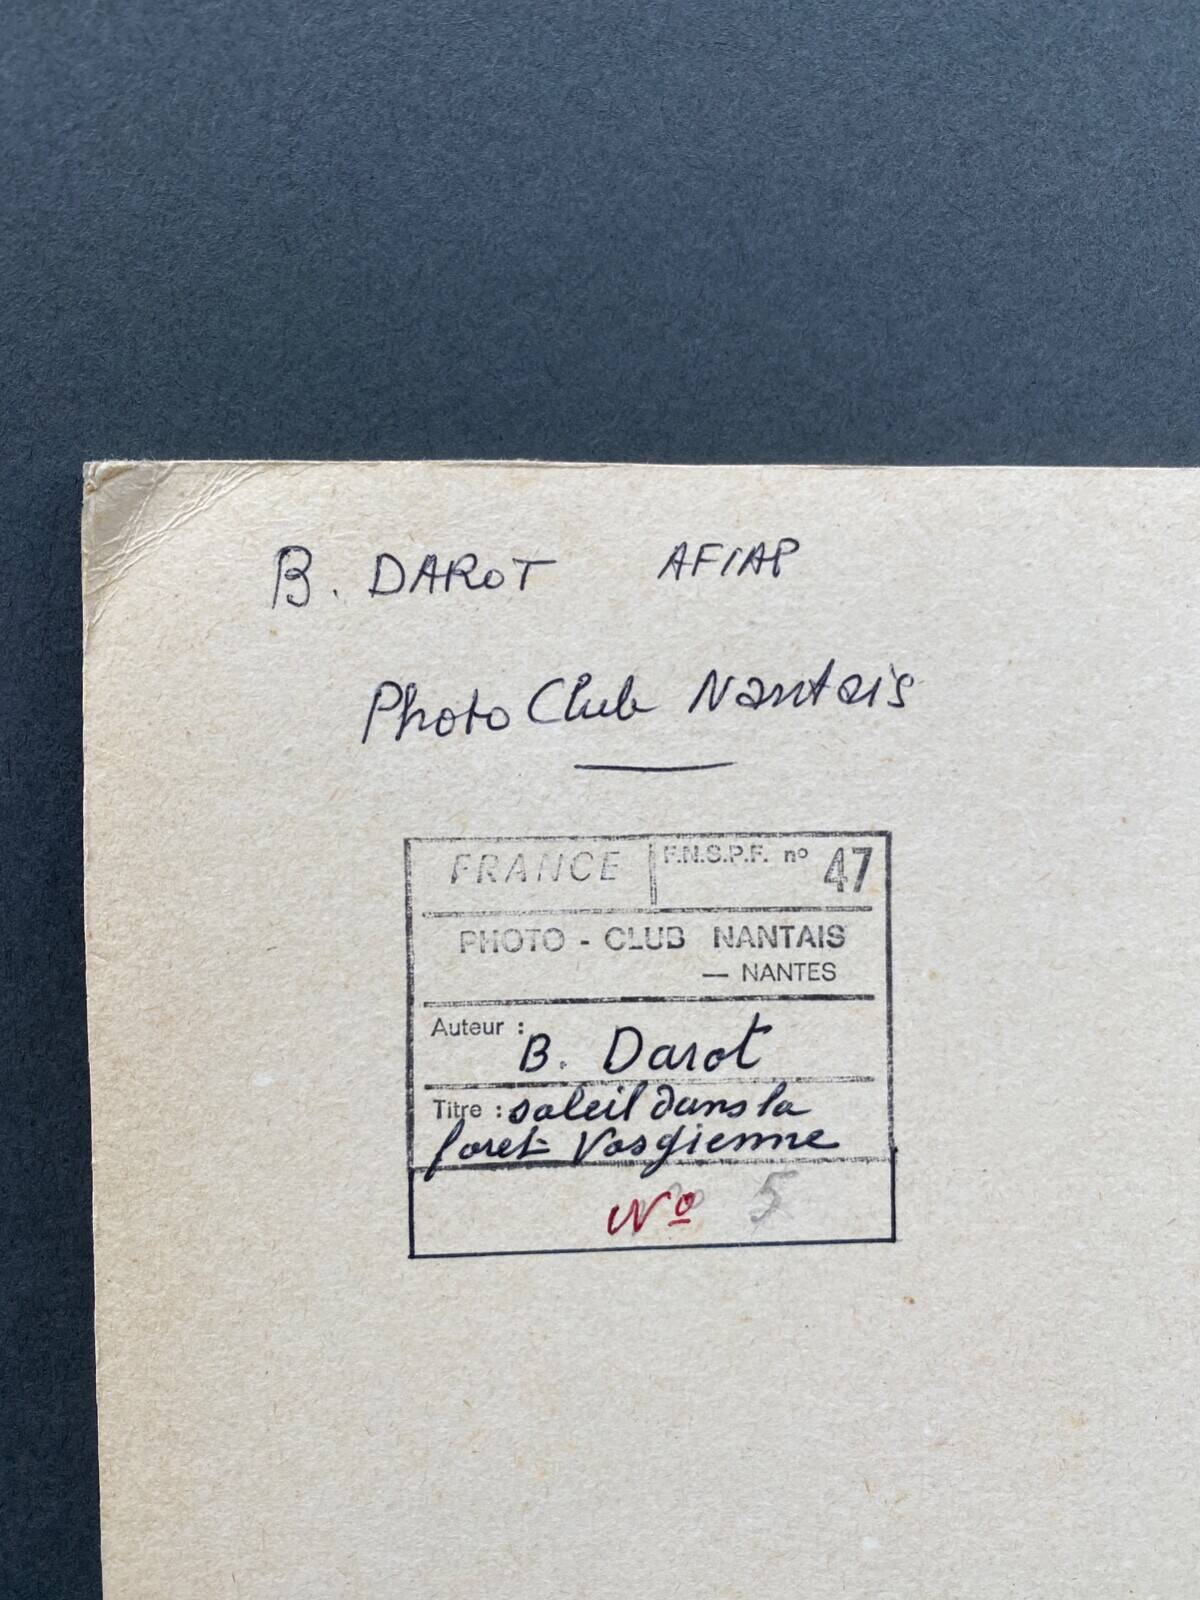 B. DAROT AFIAP
Photo Club Nantais
FRANCE F.N.S.P.F. nº 47
PHOTO - CLUB NANTAIS
— NANTES
Auteur : B. Darot
Titre : soleil dans la
foret Vosgienne
Nº 5